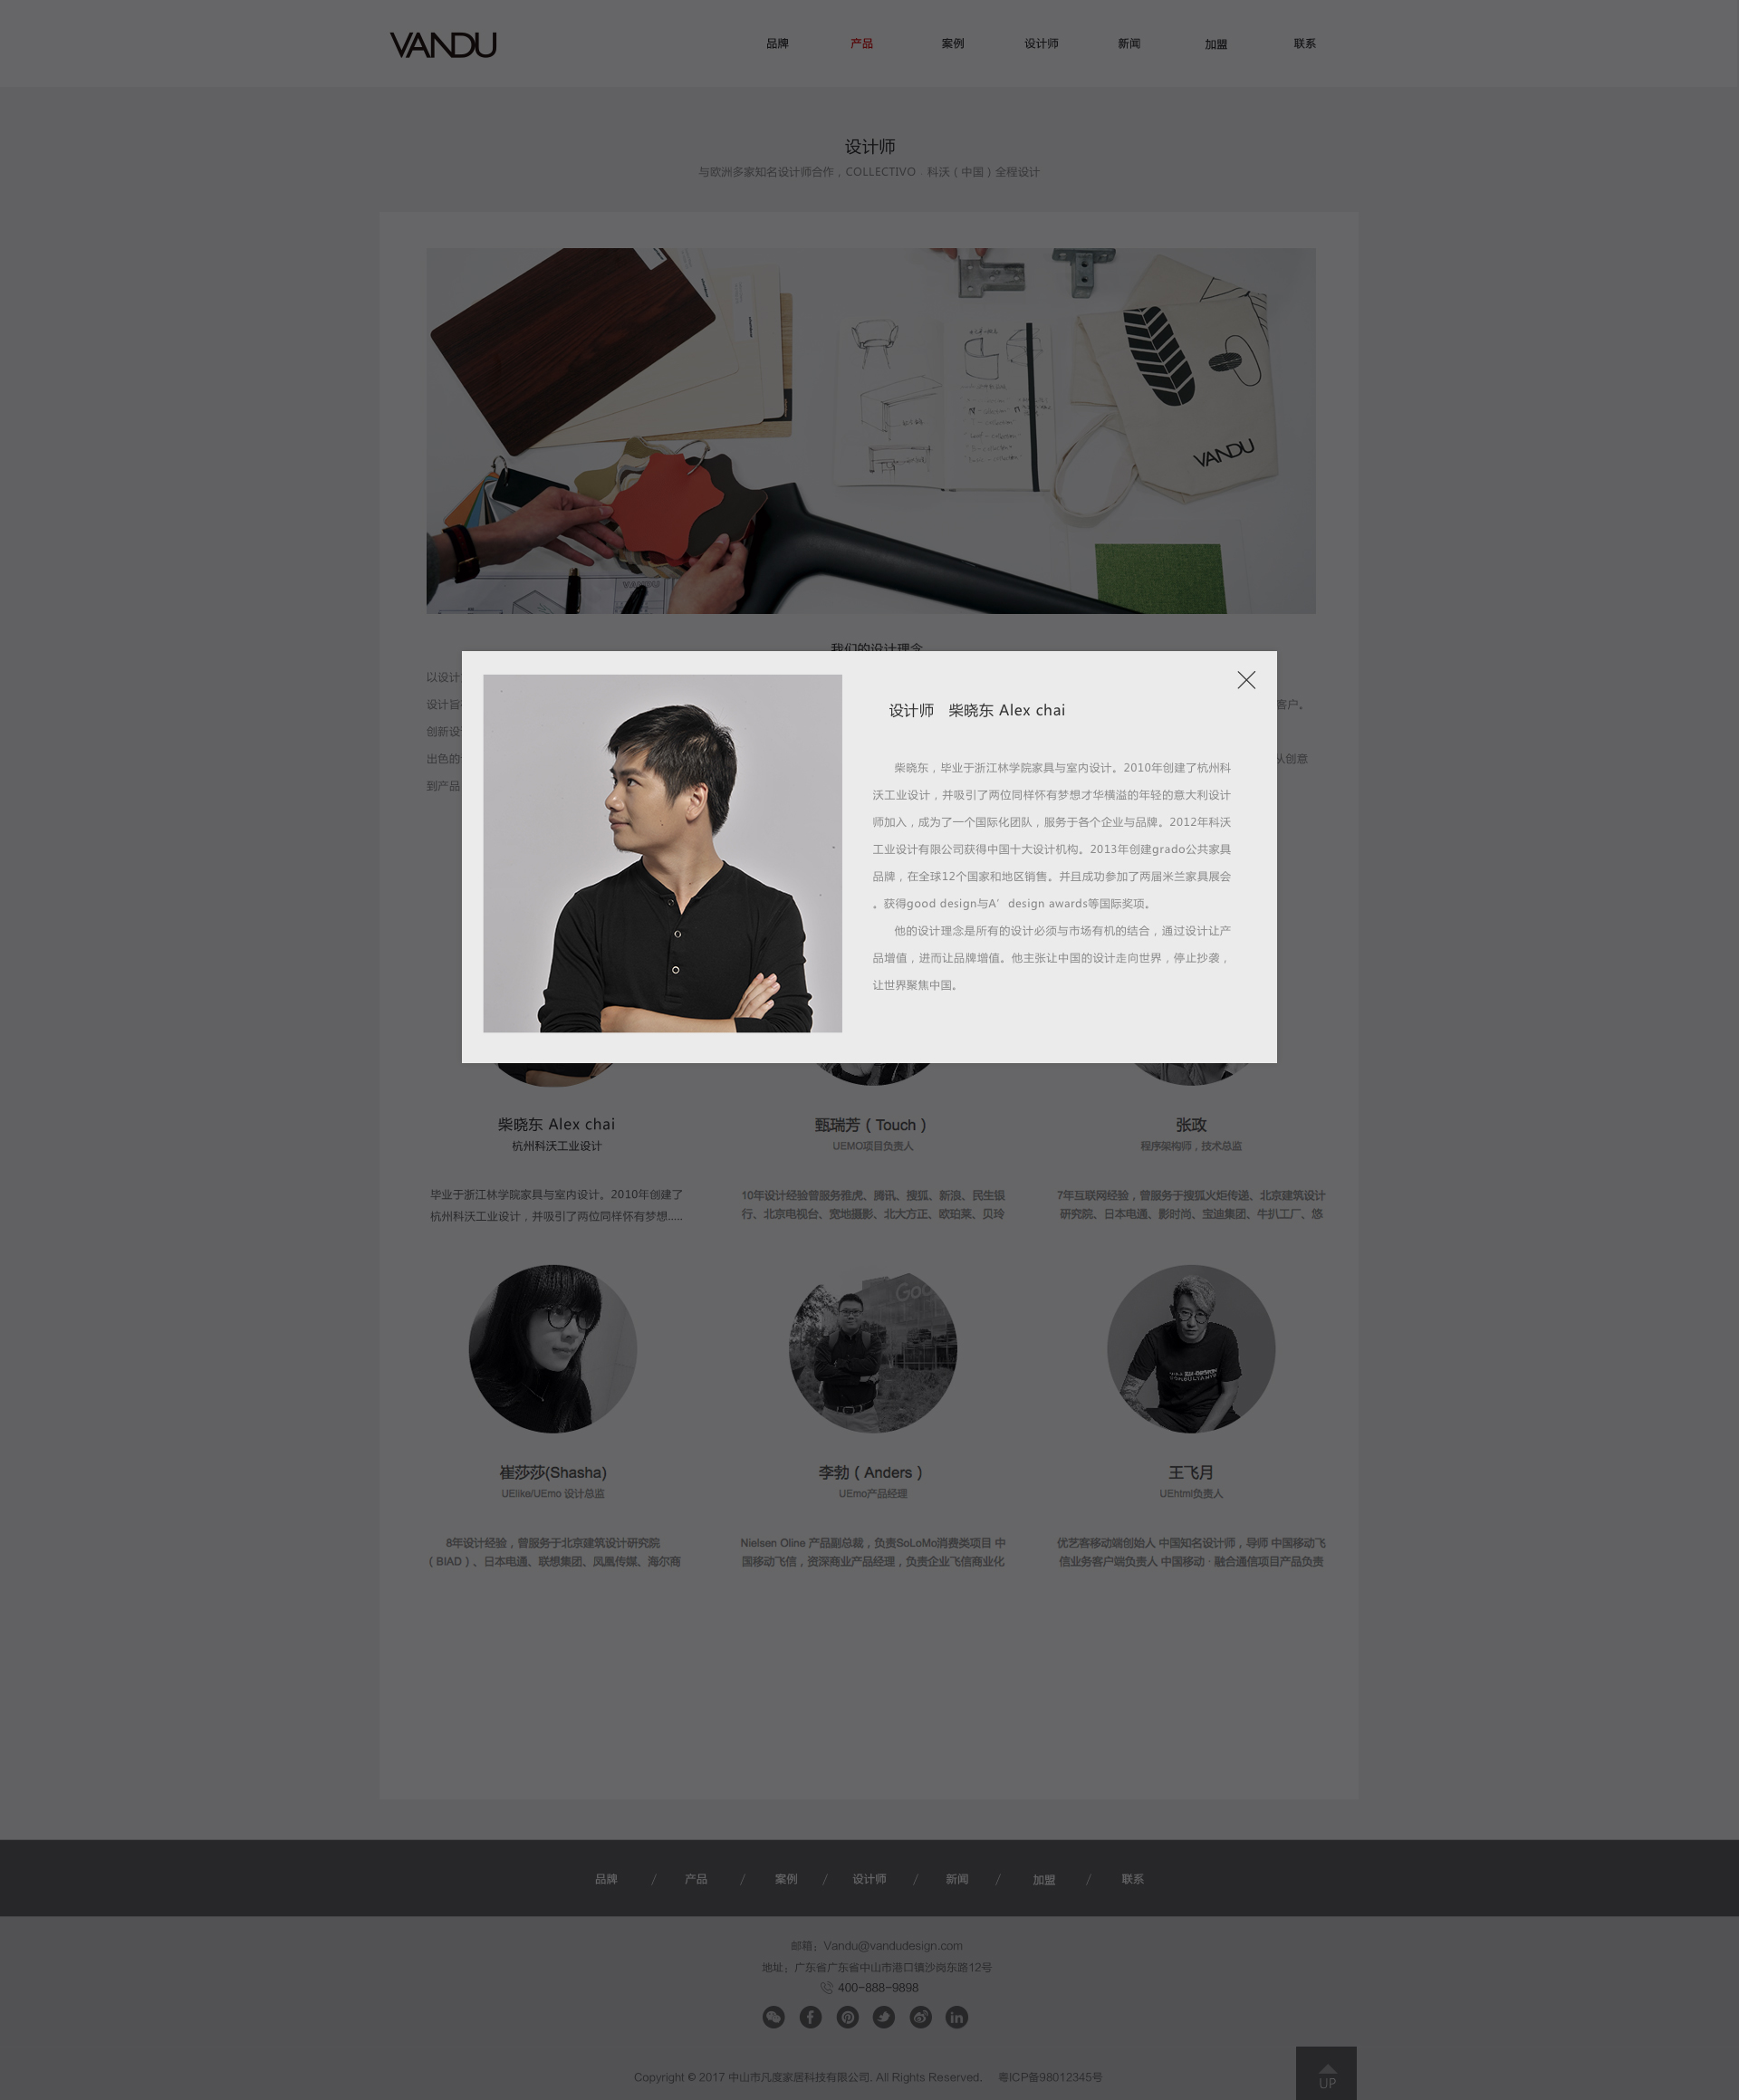 VANDU
品牌 产品 案例 设计师 新闻 加盟 联系
设计师
与欧洲多家知名设计师合作，COLLECTIVO · 科沃（中国）全程设计
VANDU
VANDU
我们的设计理念
以设计
设计旨
客户。
创新设
出色的
从创意
到产品
设计师 柴晓东 Alex chai
柴晓东，毕业于浙江林学院家具与室内设计。2010年创建了杭州科
沃工业设计，并吸引了两位同样怀有梦想才华横溢的年轻的意大利设计
师加入，成为了一个国际化团队，服务于各个企业与品牌。2012年科沃
工业设计有限公司获得中国十大设计机构。2013年创建grado公共家具
品牌，在全球12个国家和地区销售。并且成功参加了两届米兰家具展会
。获得good design与A’ design awards等国际奖项。
他的设计理念是所有的设计必须与市场有机的结合，通过设计让产
品增值，进而让品牌增值。他主张让中国的设计走向世界，停止抄袭，
让世界聚焦中国。
柴晓东 Alex chai
杭州科沃工业设计
毕业于浙江林学院家具与室内设计。2010年创建了
杭州科沃工业设计，并吸引了两位同样怀有梦想.....
甄瑞芳（Touch）
UEMO项目负责人
10年设计经验曾服务雅虎、腾讯、搜狐、新浪、民生银
行、北京电视台、宽地摄影、北大方正、欧珀莱、贝玲
张政
程序架构师，技术总监
7年互联网经验，曾服务于搜狐火炬传递、北京建筑设计
研究院、日本电通、影时尚、宝迪集团、牛扒工厂、悠
崔莎莎(Shasha)
UElike/UEmo 设计总监
8年设计经验，曾服务于北京建筑设计研究院
（BIAD）、日本电通、联想集团、凤凰传媒、海尔商
李勃（Anders）
UEmo产品经理
Nielsen Oline 产品副总裁，负责SoLoMo消费类项目 中
国移动飞信，资深商业产品经理，负责企业飞信商业化
王飞月
UEhtml负责人
优艺客移动端创始人 中国知名设计师，导师 中国移动飞
信业务客户端负责人 中国移动 · 融合通信项目产品负责
品牌 / 产品 / 案例 / 设计师 / 新闻 / 加盟 / 联系
邮箱：Vandu@vandudesign.com
地址：广东省广东省中山市港口镇沙岗东路12号
400-888-9898
Copyright © 2017 中山市凡度家居科技有限公司. All Rights Reserved. 粤ICP备98012345号
UP